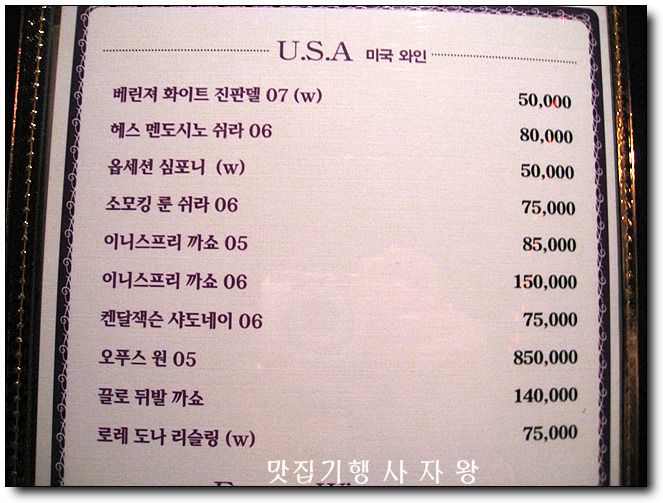 U.S.A 미국 와인
베린져 화이트 진판델 07 (w) 50,000
헤스 멘도시노 쉬라 06 80,000
옵세션 심포니 (w) 50,000
소모킹 룬 쉬라 06 75,000
이니스프리 까쇼 05 85,000
이니스프리 까쇼 06 150,000
켄달잭슨 샤도네이 06 75,000
오푸스 원 05 850,000
끌로 뒤발 까쇼 140,000
로레 도나 리슬링 (w) 75,000
맛집기행 사 자 왕